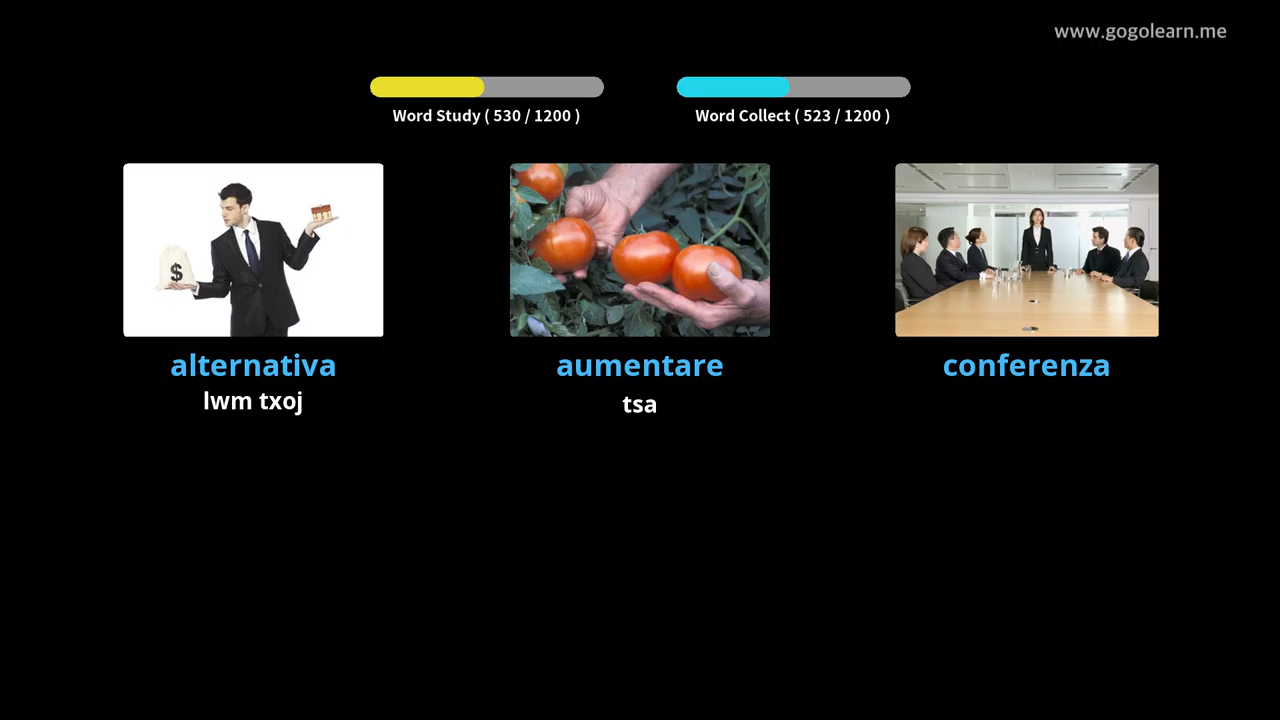 www.gogolearn.me
Word Study ( 530 / 1200 )
Word Collect ( 523 / 1200 )
$
alternativa
lwm txoj
aumentare
tsa
conferenza